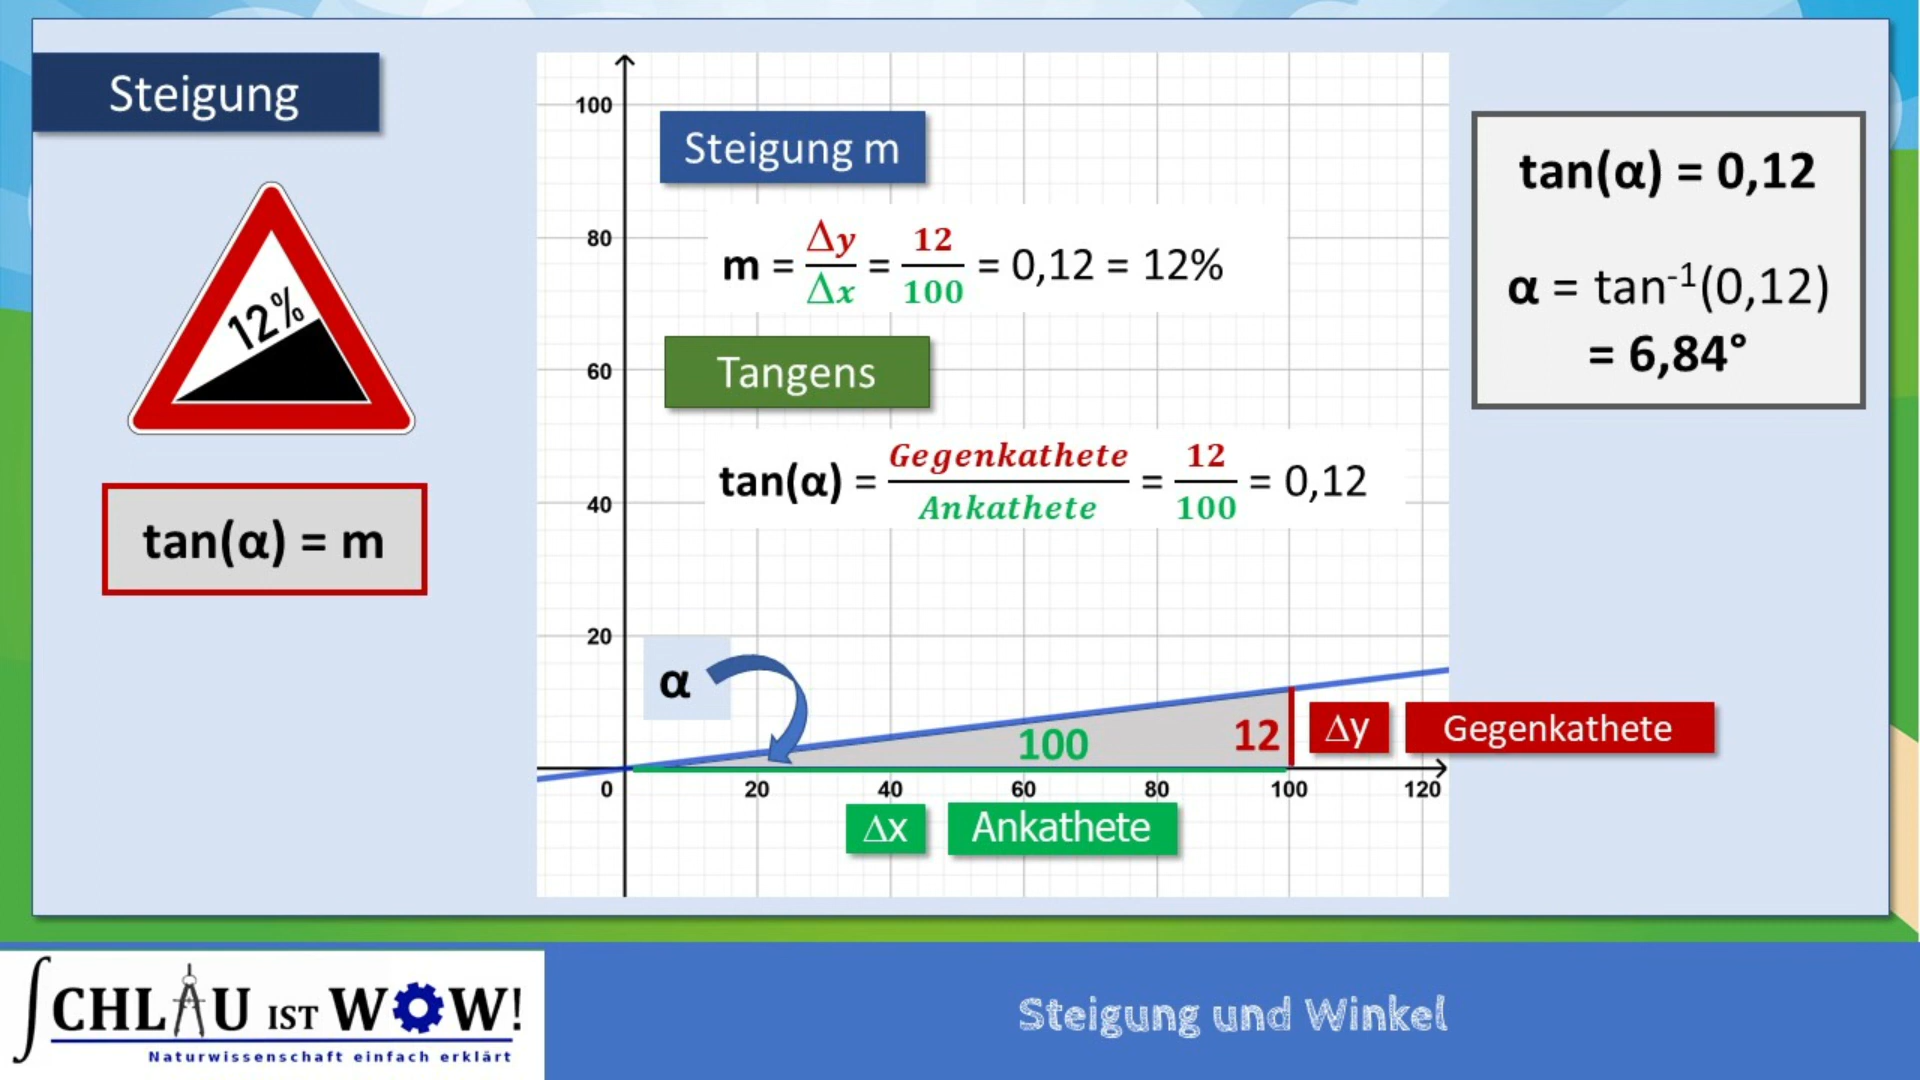 Steigung
12%
tan(α) = m
100
80
60
40
20
0
20
40
60
80
100
120
Steigung m
m = Δy/Δx = 12/100 = 0,12 = 12%
Tangens
tan(α) = Gegenkathete/Ankathete = 12/100 = 0,12
α
100
12
Δy
Gegenkathete
Δx
Ankathete
tan(α) = 0,12
α = tan⁻¹(0,12)
= 6,84°
SCHLAU IST WOW!
Naturwissenschaft einfach erklärt
Steigung und Winkel